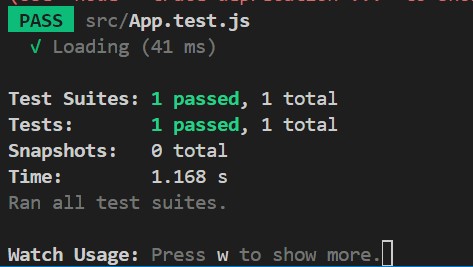 PASS src/App.test.js
√ Loading (41 ms)
Test Suites: 1 passed, 1 total
Tests: 1 passed, 1 total
Snapshots: 0 total
Time: 1.168 s
Ran all test suites.
Watch Usage: Press w to show more.